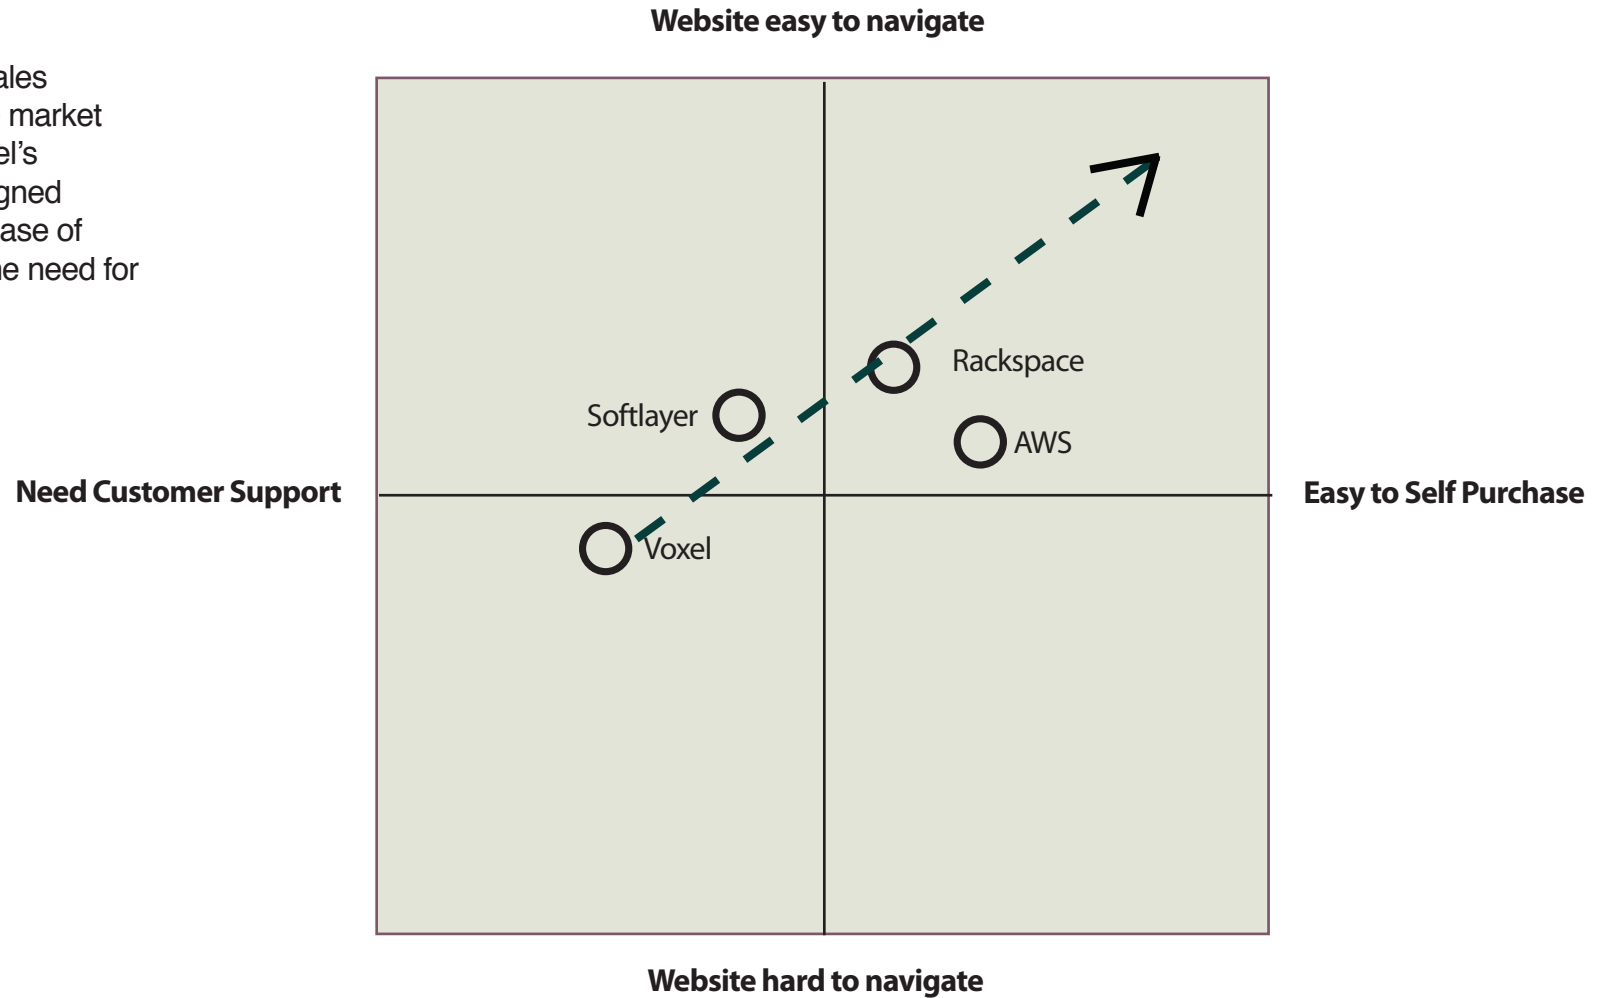 Website easy to navigate
ales
market
el's
gned
ase of
e need for
Rackspace
Softlayer
AWS
Need Customer Support
Easy to Self Purchase
Voxel
Website hard to navigate